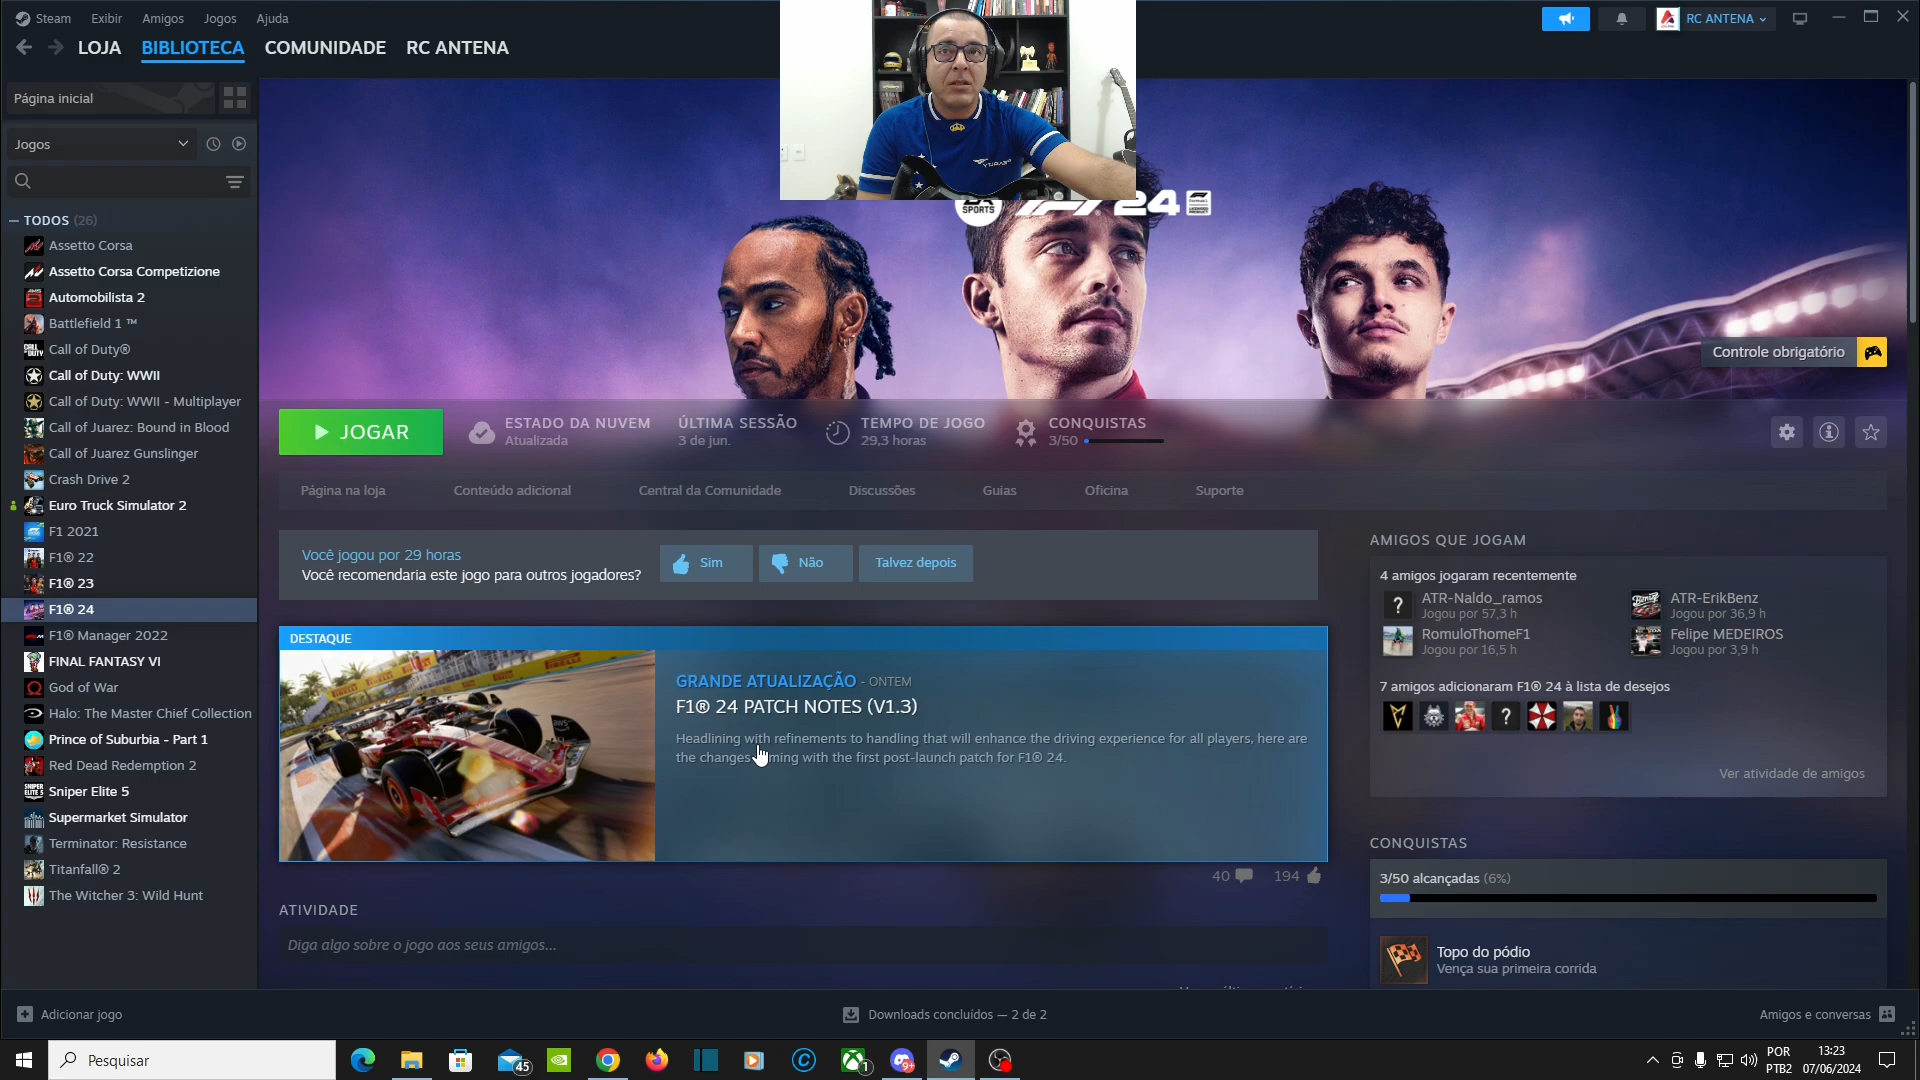 Steam Exibir Amigos Jogos Ajuda
RC ANTENA
LOJA BIBLIOTECA COMUNIDADE RC ANTENA
Página inicial
Jogos
TODOS (26)
Assetto Corsa
Assetto Corsa Competizione
Automobilista 2
Battlefield 1 ™
Call of Duty®
Call of Duty: WWII
Call of Duty: WWII - Multiplayer
Call of Juarez: Bound in Blood
Call of Juarez Gunslinger
Crash Drive 2
Euro Truck Simulator 2
F1 2021
F1® 22
F1® 23
F1® 24
F1® Manager 2022
FINAL FANTASY VI
God of War
Halo: The Master Chief Collection
Prince of Suburbia - Part 1
Red Dead Redemption 2
Sniper Elite 5
Supermarket Simulator
Terminator: Resistance
Titanfall® 2
The Witcher 3: Wild Hunt
EA SPORTS F1 24
Controle obrigatório
JOGAR
ESTADO DA NUVEM
Atualizada
ÚLTIMA SESSÃO
3 de jun.
TEMPO DE JOGO
29,3 horas
CONQUISTAS
3/50
Página na loja Conteúdo adicional Central da Comunidade Discussões Guias Oficina Suporte
Você jogou por 29 horas
Você recomendaria este jogo para outros jogadores?
Sim Não Talvez depois
DESTAQUE
GRANDE ATUALIZAÇÃO - ONTEM
F1® 24 PATCH NOTES (V1.3)
Headlining with refinements to handling that will enhance the driving experience for all players, here are
the changes ming with the first post-launch patch for F1® 24.
40 194
ATIVIDADE
Diga algo sobre o jogo aos seus amigos...
AMIGOS QUE JOGAM
4 amigos jogaram recentemente
ATR-Naldo_ramos
Jogou por 57,3 h
ATR-ErikBenz
Jogou por 36,9 h
RomuloThomeF1
Jogou por 16,5 h
Felipe MEDEIROS
Jogou por 3,9 h
7 amigos adicionaram F1® 24 à lista de desejos
Ver atividade de amigos
CONQUISTAS
3/50 alcançadas (6%)
Topo do pódio
Vença sua primeira corrida
Adicionar jogo
Downloads concluídos — 2 de 2
Amigos e conversas
Pesquisar
45
1
9+
POR
PTB2
13:23
07/06/2024